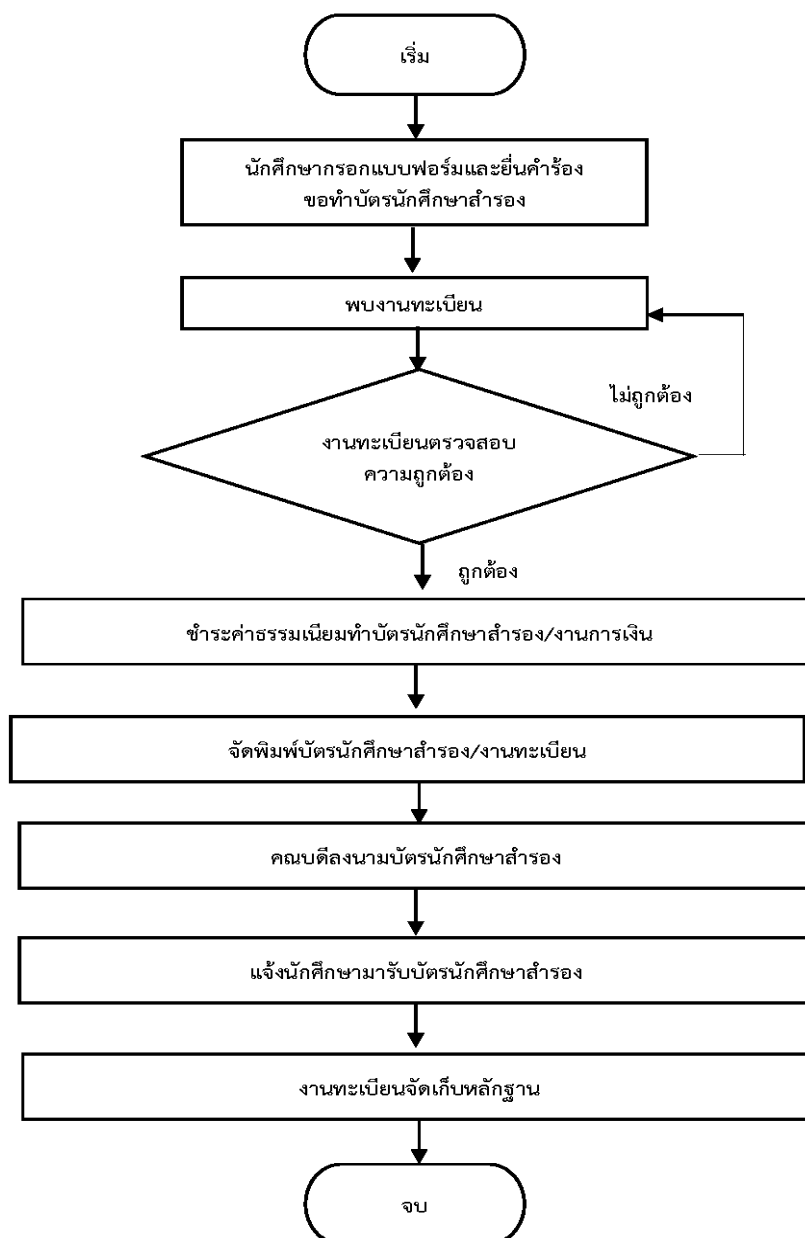 เริ่ม
นักศึกษากรอกแบบฟอร์มและยื่นคำร้อง
ขอทำบัตรนักศึกษาสำรอง
พบงานทะเบียน
ไม่ถูกต้อง
งานทะเบียนตรวจสอบ
ความถูกต้อง
ถูกต้อง
ชำระค่าธรรมเนียมทำบัตรนักศึกษาสำรอง/งานการเงิน
จัดพิมพ์บัตรนักศึกษาสำรอง/งานทะเบียน
คณบดีลงนามบัตรนักศึกษาสำรอง
แจ้งนักศึกษามารับบัตรนักศึกษาสำรอง
งานทะเบียนจัดเก็บหลักฐาน
จบ